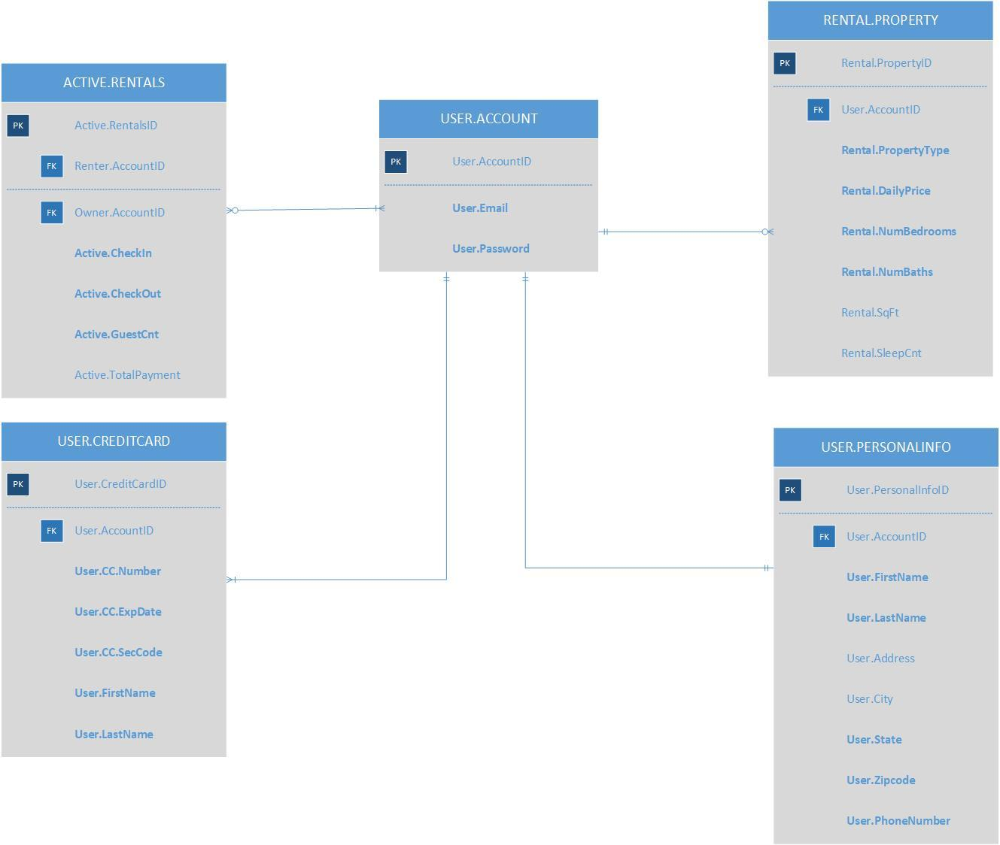 ACTIVE.RENTALS
PK Active.RentalsID
FK Renter.AccountID
FK Owner.AccountID
Active.CheckIn
Active.CheckOut
Active.GuestCnt
Active.TotalPayment
USER.ACCOUNT
PK User.AccountID
User.Email
User.Password
RENTAL.PROPERTY
PK Rental.PropertyID
FK User.AccountID
Rental.PropertyType
Rental.DailyPrice
Rental.NumBedrooms
Rental.NumBaths
Rental.SqFt
Rental.SleepCnt
USER.CREDITCARD
PK User.CreditCardID
FK User.AccountID
User.CC.Number
User.CC.ExpDate
User.CC.SecCode
User.FirstName
User.LastName
USER.PERSONALINFO
PK User.PersonalInfoID
FK User.AccountID
User.FirstName
User.LastName
User.Address
User.City
User.State
User.Zipcode
User.PhoneNumber